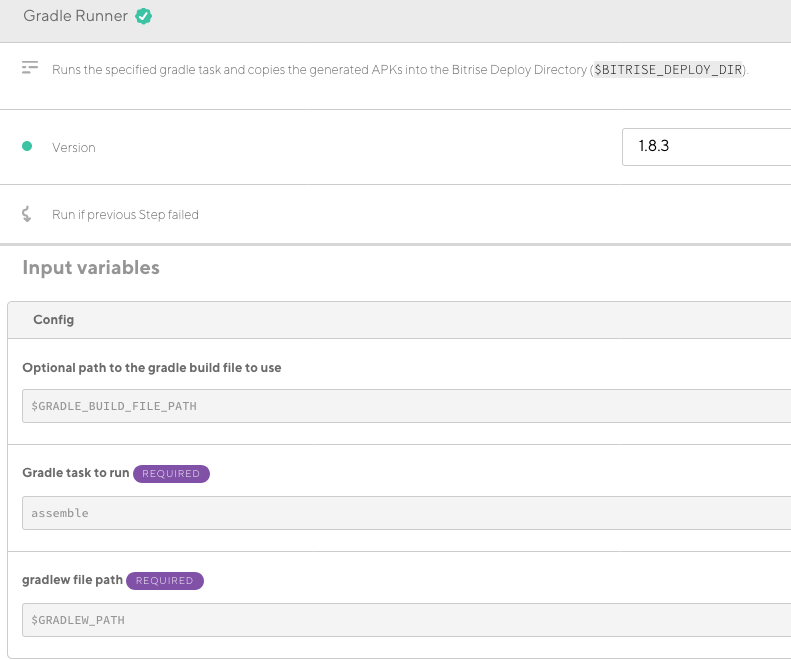 Gradle Runner
Runs the specified gradle task and copies the generated APKs into the Bitrise Deploy Directory ($BITRISE_DEPLOY_DIR).
Version
1.8.3
Run if previous Step failed
Input variables
Config
Optional path to the gradle build file to use
$GRADLE_BUILD_FILE_PATH
Gradle task to run REQUIRED
assemble
gradlew file path REQUIRED
$GRADLEW_PATH